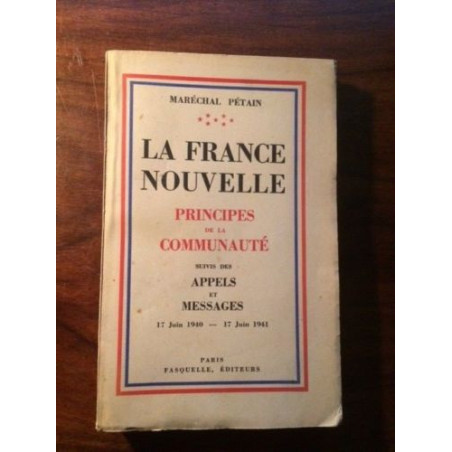 MARÉCHAL PÉTAIN
LA FRANCE
NOUVELLE
PRINCIPES
DE LA
COMMUNAUTÉ
SUIVIS DES
APPELS
ET
MESSAGES
17 Juin 1940 — 17 Juin 1941
PARIS
FASQUELLE, ÉDITEURS